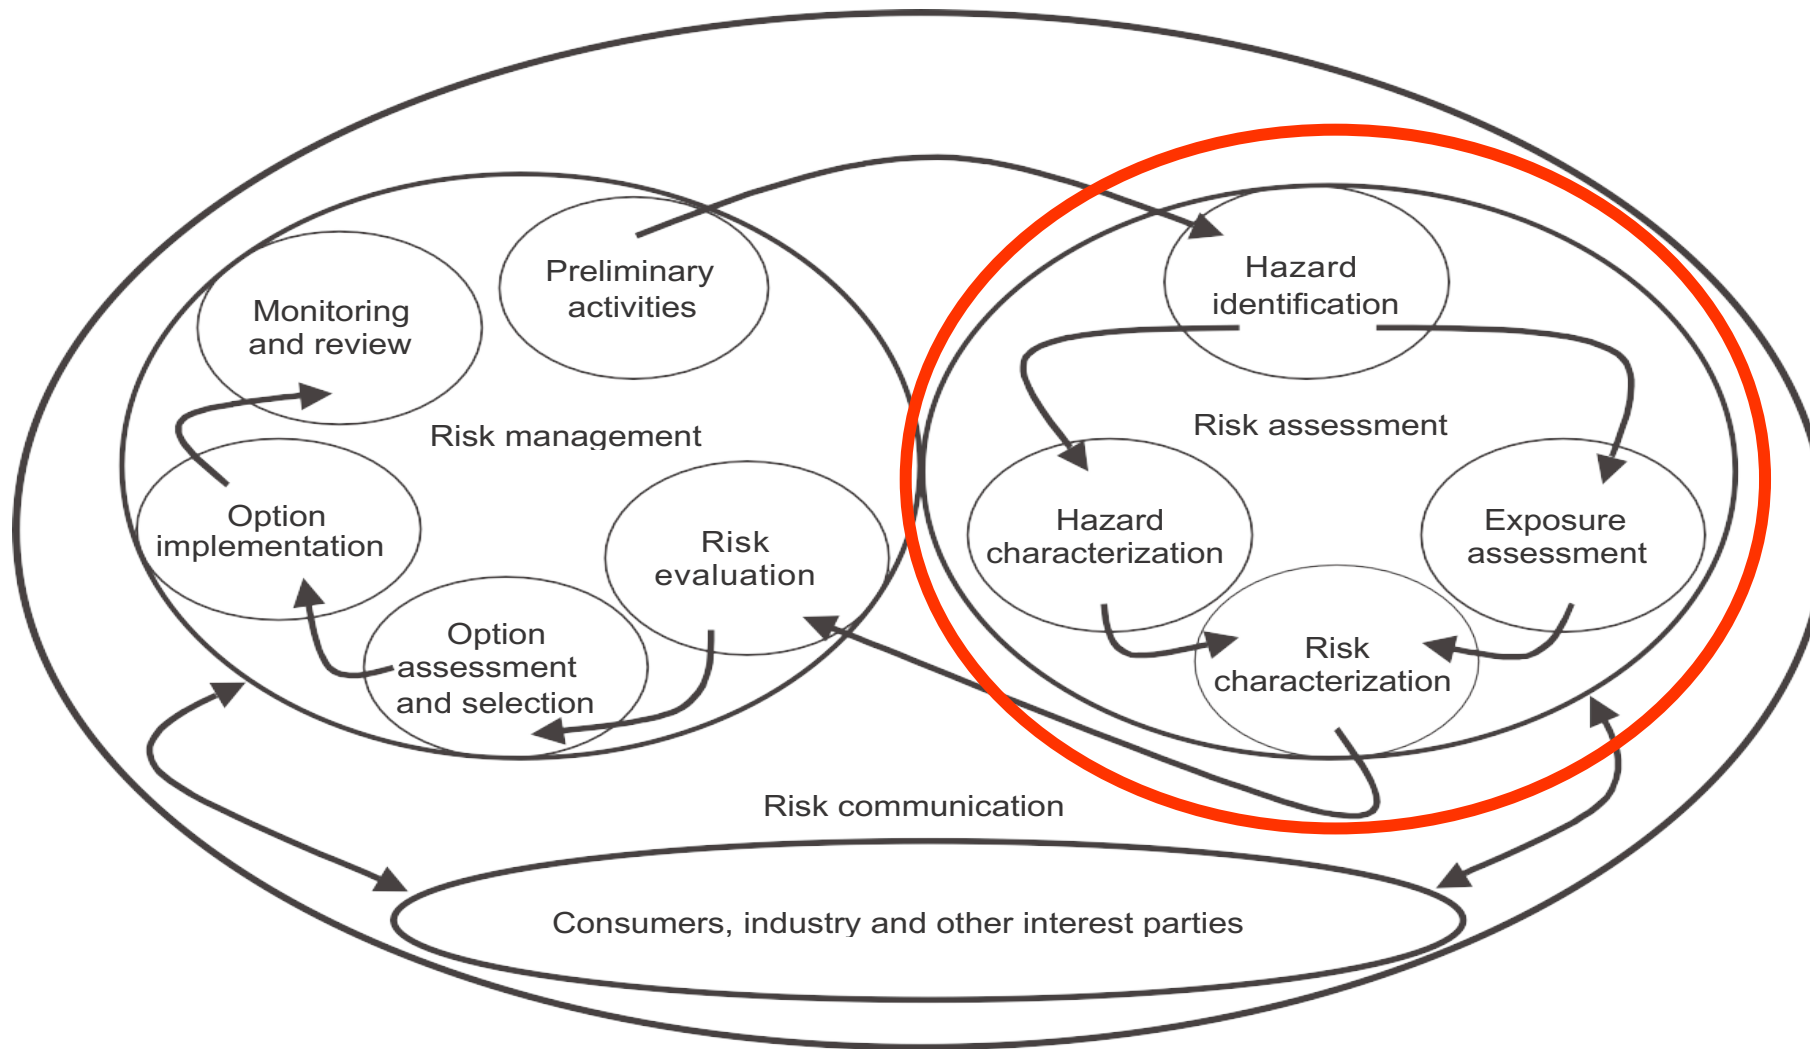 Preliminary
activities
Monitoring
and review
Risk management
Option
implementation
Risk
evaluation
Option
assessment
and selection
Hazard
identification
Risk assessment
Hazard
characterization
Exposure
assessment
Risk
characterization
Risk communication
Consumers, industry and other interest parties